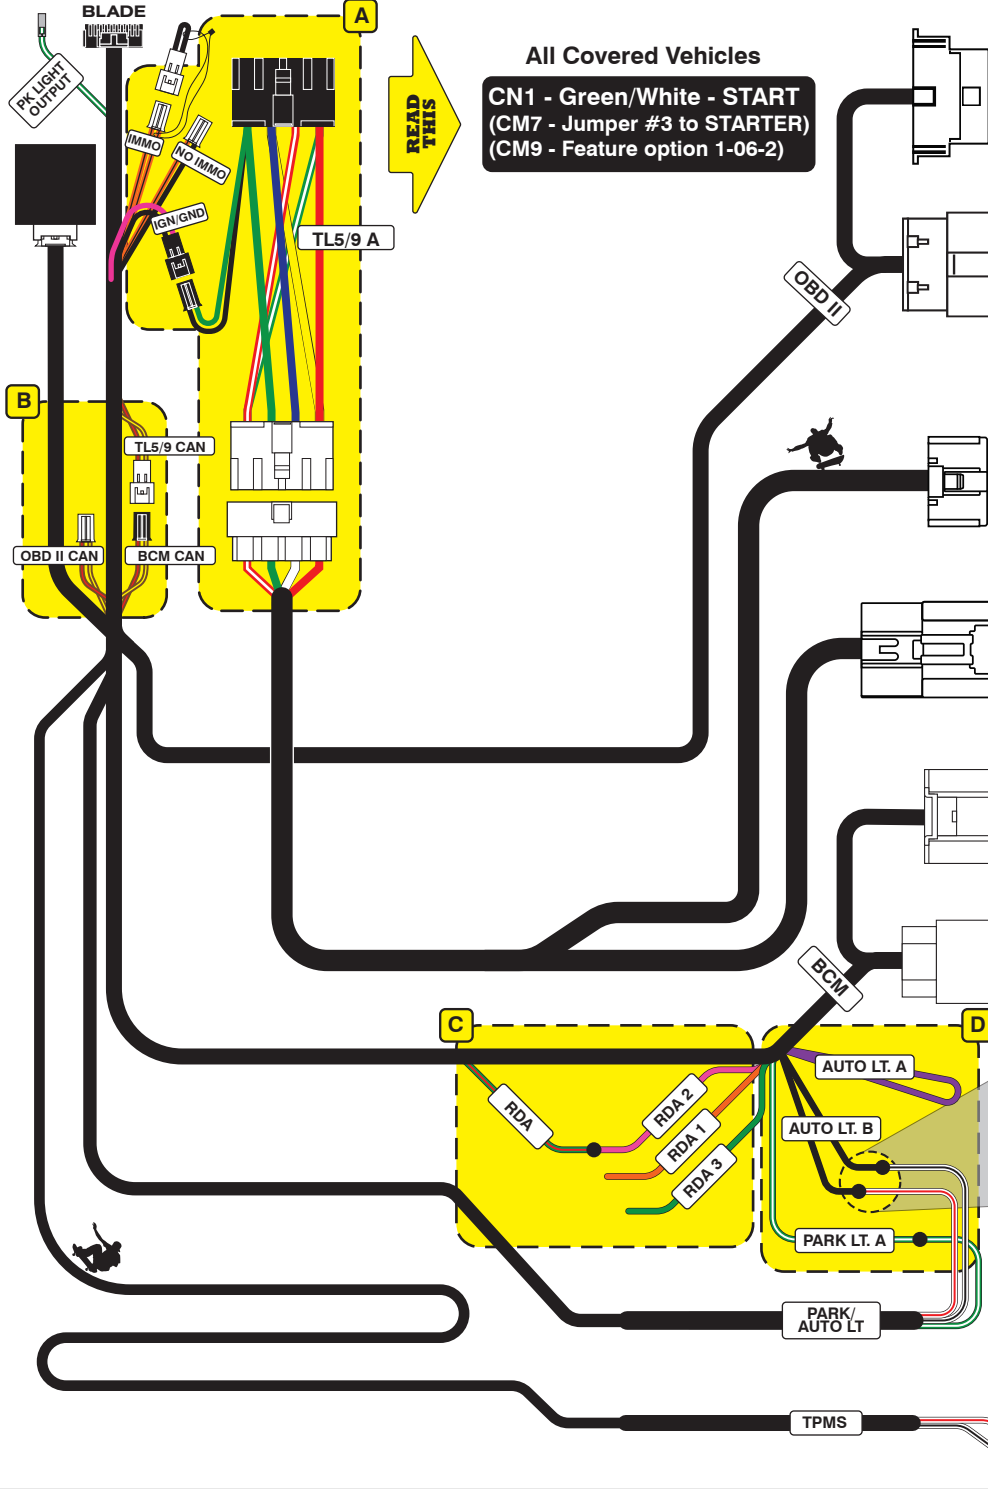 BLADE
A
PK LIGHT
OUTPUT
All Covered Vehicles
READ
THIS
CN1 - Green/White - START
(CM7 - Jumper #3 to STARTER)
(CM9 - Feature option 1-06-2)
IMMO
NO IMMO
IGN/GND
TL5/9 A
OBD II
B
TL5/9 CAN
OBD II CAN
BCM CAN
BCM
C
D
AUTO LT. A
RDA
RDA 2
RDA 1
RDA 3
AUTO LT. B
PARK LT. A
PARK/
AUTO LT
TPMS